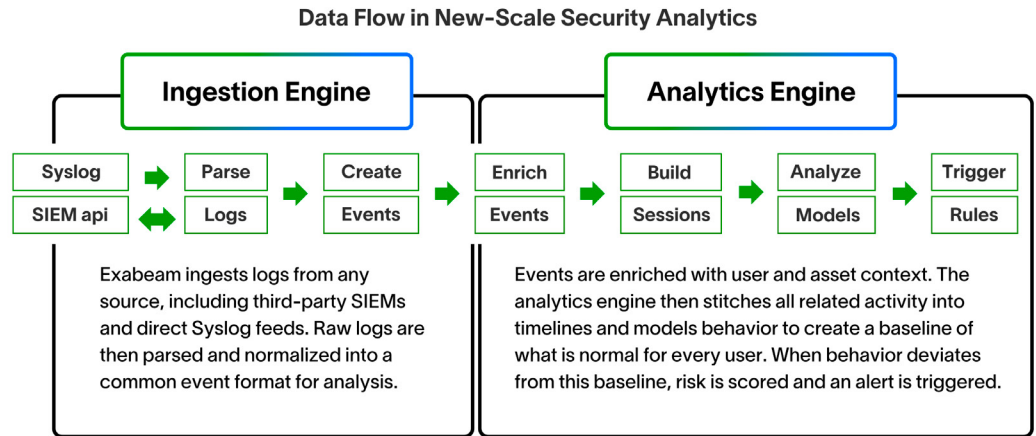 Data Flow in New-Scale Security Analytics
Ingestion Engine
Analytics Engine
Syslog
SIEM api
Parse
Logs
Create
Events
Enrich
Events
Build
Sessions
Analyze
Models
Trigger
Rules
Exabeam ingests logs from any
source, including third-party SIEMs
and direct Syslog feeds. Raw logs are
then parsed and normalized into a
common event format for analysis.
Events are enriched with user and asset context. The
analytics engine then stitches all related activity into
timelines and models behavior to create a baseline of
what is normal for every user. When behavior deviates
from this baseline, risk is scored and an alert is triggered.